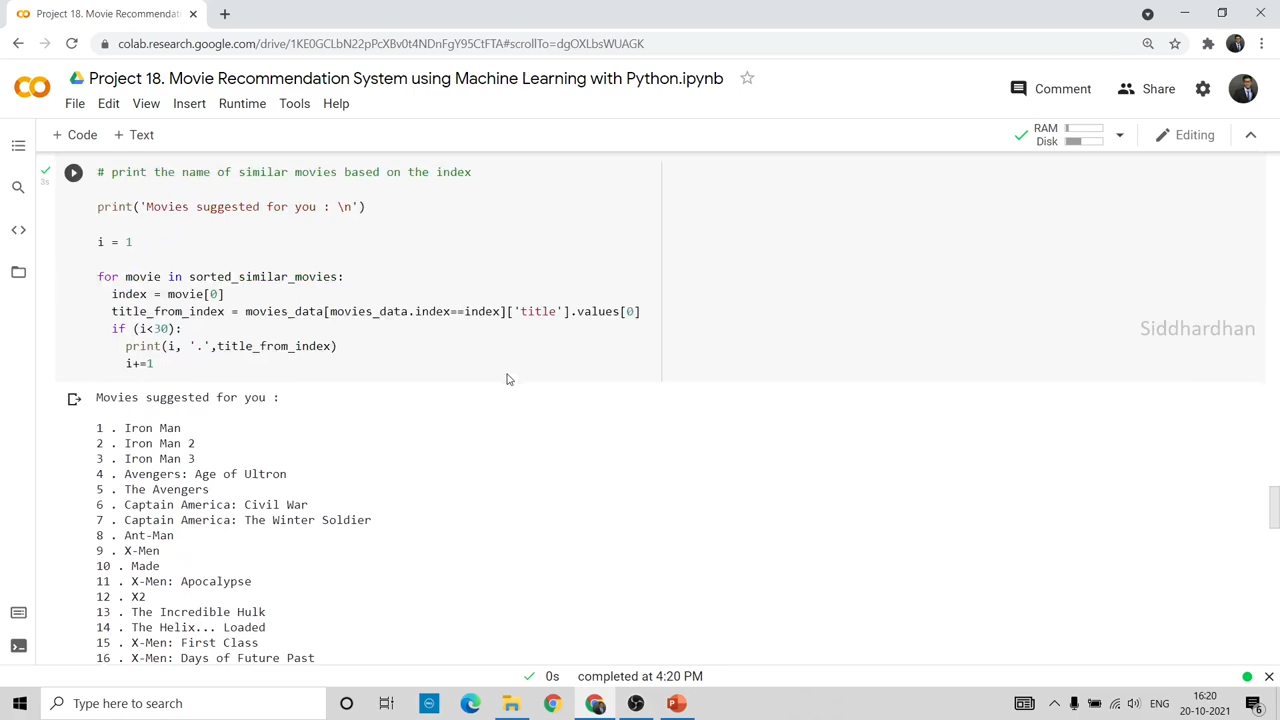 Project 18. Movie Recommendat
colab.research.google.com/drive/1KE0GCLbN22pPcXBv0t4NDnFgY95CtFTA#scrollTo=dgOXLbsWUAGK
Project 18. Movie Recommendation System using Machine Learning with Python.ipynb
Comment
Share
File Edit View Insert Runtime Tools Help
+ Code + Text
RAM
Disk
Editing
3s
# print the name of similar movies based on the index
print('Movies suggested for you : \n')
i = 1
for movie in sorted_similar_movies:
index = movie[0]
title_from_index = movies_data[movies_data.index==index]['title'].values[0]
if (i<30):
print(i, '.',title_from_index)
i+=1
Siddhardhan
Movies suggested for you :
1 . Iron Man
2 . Iron Man 2
3 . Iron Man 3
4 . Avengers: Age of Ultron
5 . The Avengers
6 . Captain America: Civil War
7 . Captain America: The Winter Soldier
8 . Ant-Man
9 . X-Men
10 . Made
11 . X-Men: Apocalypse
12 . X2
13 . The Incredible Hulk
14 . The Helix... Loaded
15 . X-Men: First Class
16 . X-Men: Days of Future Past
0s completed at 4:20 PM
Type here to search
ENG
16:20
20-10-2021
6